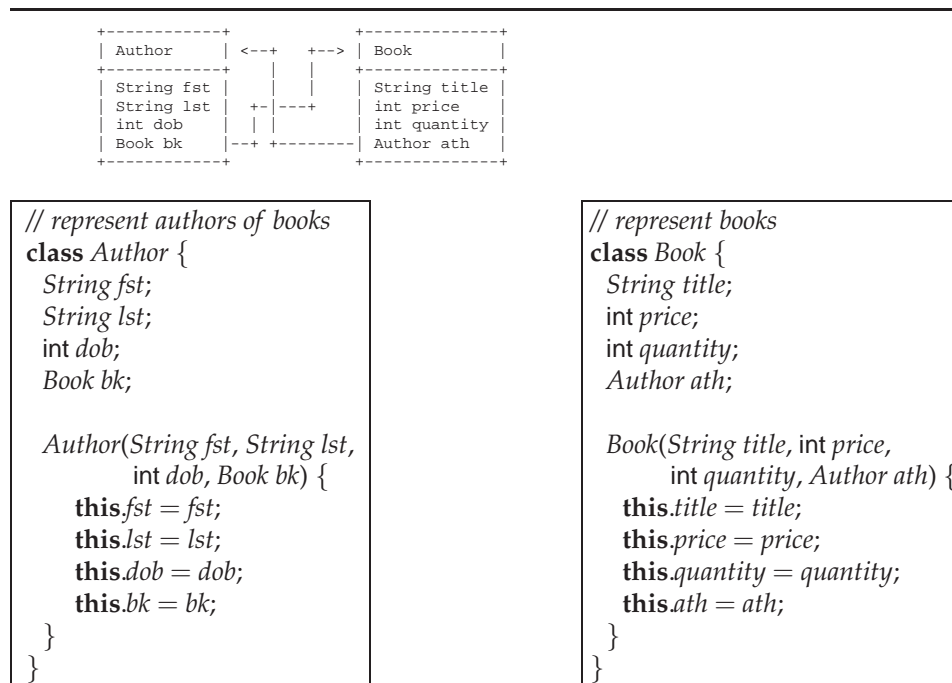 +------------+ +--------------+
| Author | <--+ +--> | Book |
+------------+ | | +--------------+
| String fst | | | | String title |
| String lst | +-|---+ | int price |
| int dob | | | | int quantity |
| Book bk |--+ +--------| Author ath |
+------------+ +--------------+
// represent authors of books
class Author {
String fst;
String lst;
int dob;
Book bk;
Author(String fst, String lst,
int dob, Book bk) {
this.fst = fst;
this.lst = lst;
this.dob = dob;
this.bk = bk;
}
}
// represent books
class Book {
String title;
int price;
int quantity;
Author ath;
Book(String title, int price,
int quantity, Author ath) {
this.title = title;
this.price = price;
this.quantity = quantity;
this.ath = ath;
}
}